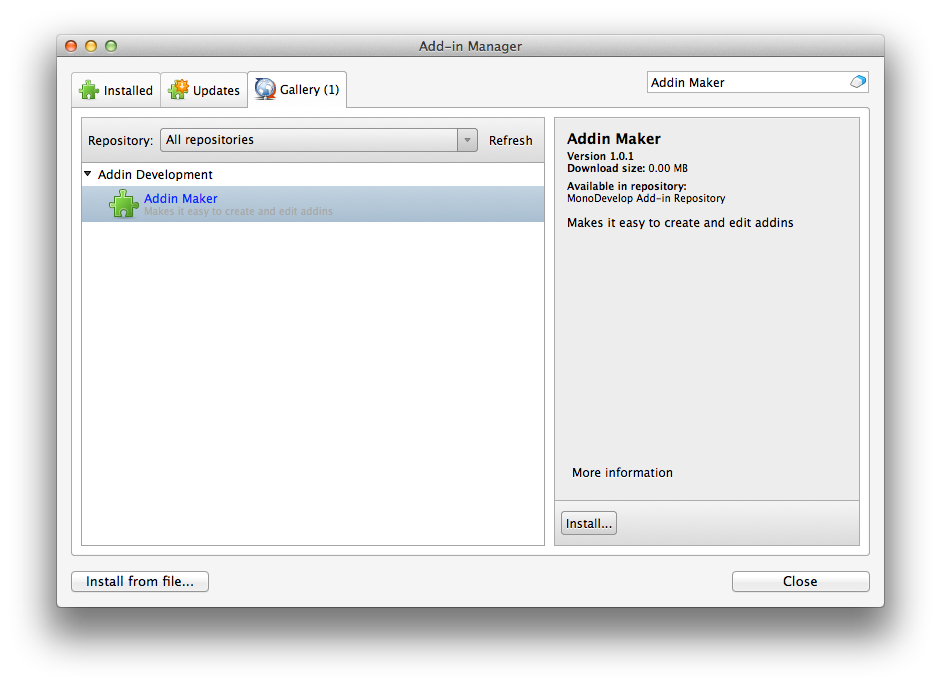 Add-in Manager
Installed
Updates
Gallery (1)
Addin Maker
Repository:
All repositories
Refresh
Addin Development
Addin Maker
Makes it easy to create and edit addins
Addin Maker
Version 1.0.1
Download size: 0.00 MB
Available in repository:
MonoDevelop Add-in Repository
Makes it easy to create and edit addins
More information
Install...
Install from file...
Close